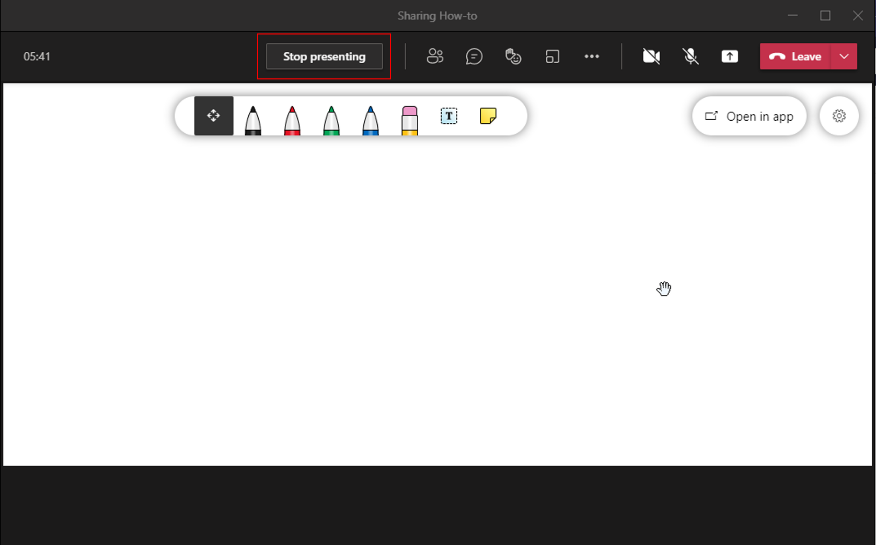 Sharing How-to
05:41
Stop presenting
Leave
T
Open in app